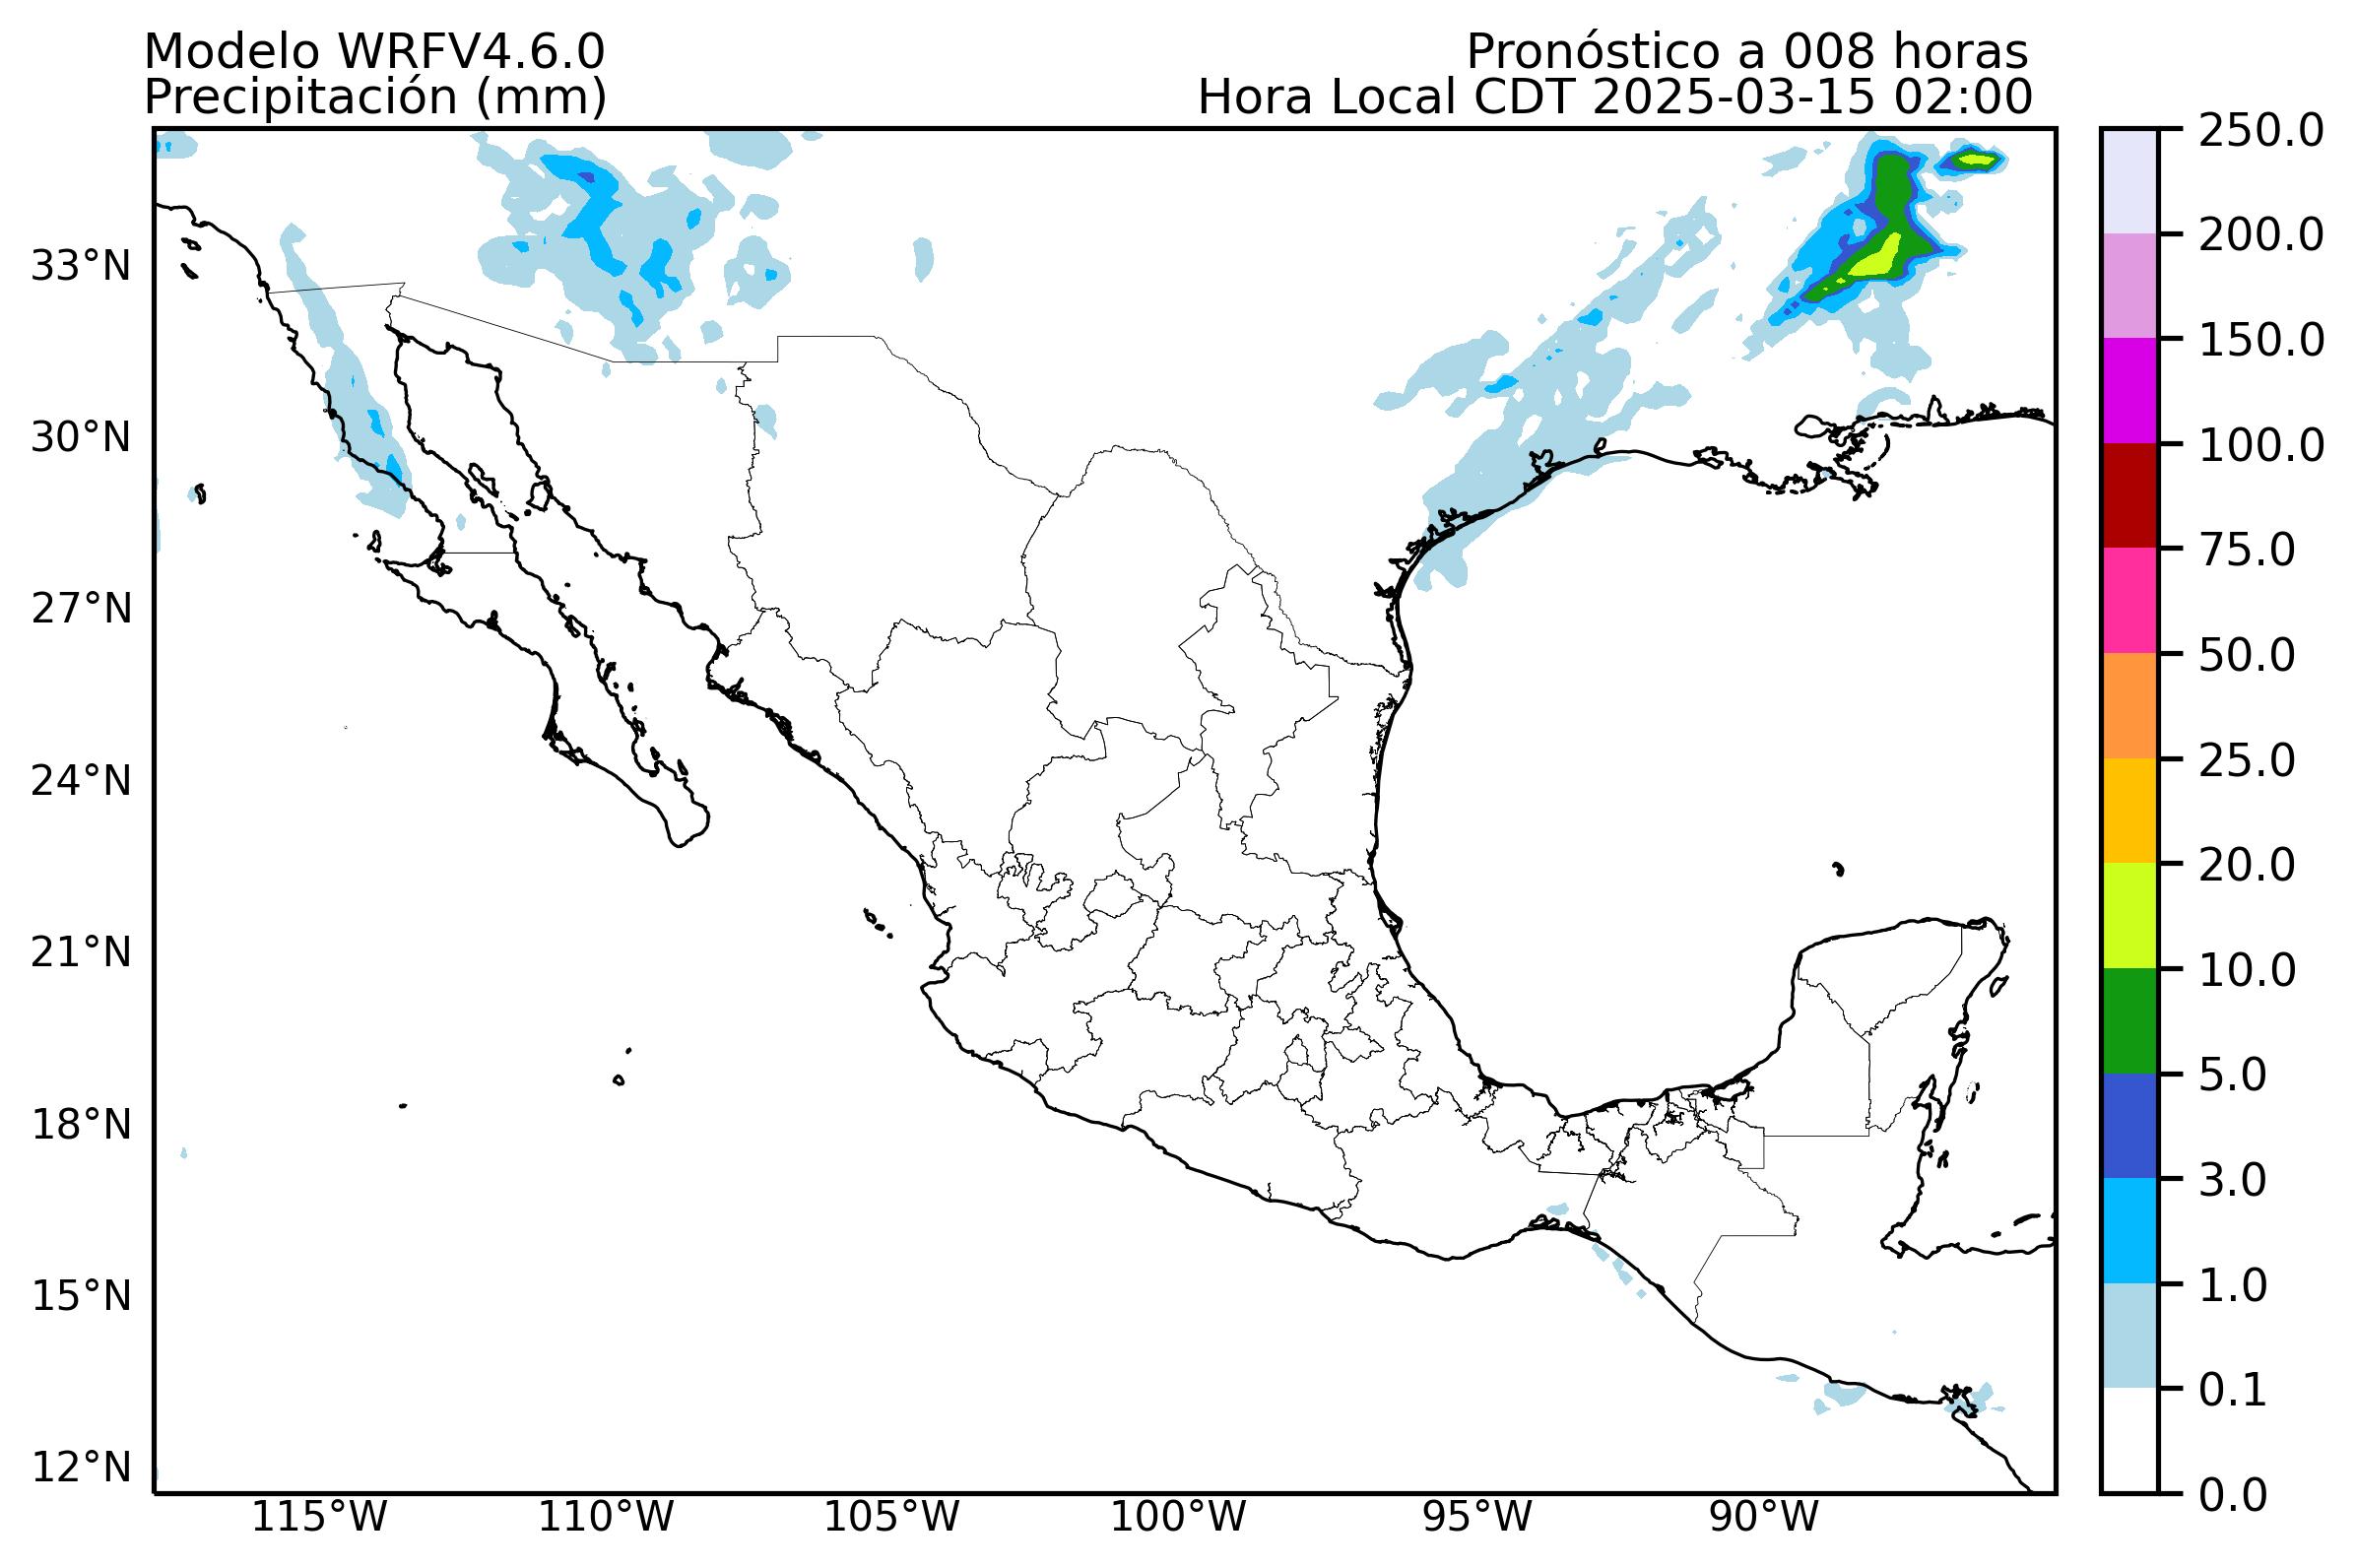 Modelo WRFV4.6.0
Pronóstico a 008 horas
Precipitación (mm)
Hora Local CDT 2025-03-15 02:00
33°N
30°N
27°N
24°N
21°N
18°N
15°N
12°N
115°W
110°W
105°W
100°W
95°W
90°W
250.0
200.0
150.0
100.0
75.0
50.0
25.0
20.0
10.0
5.0
3.0
1.0
0.1
0.0